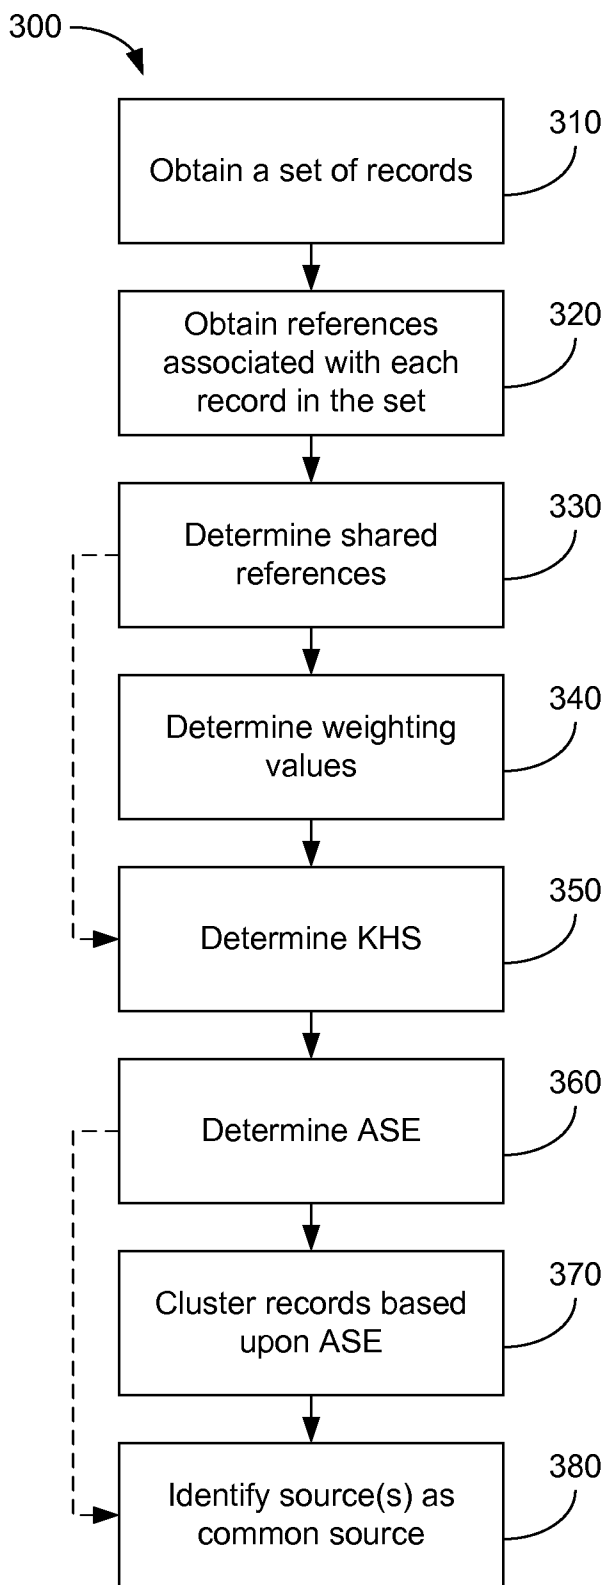 300
310
Obtain a set of records
320
Obtain references
associated with each
record in the set
330
Determine shared
references
340
Determine weighting
values
350
Determine KHS
360
Determine ASE
370
Cluster records based
upon ASE
380
Identify source(s) as
common source